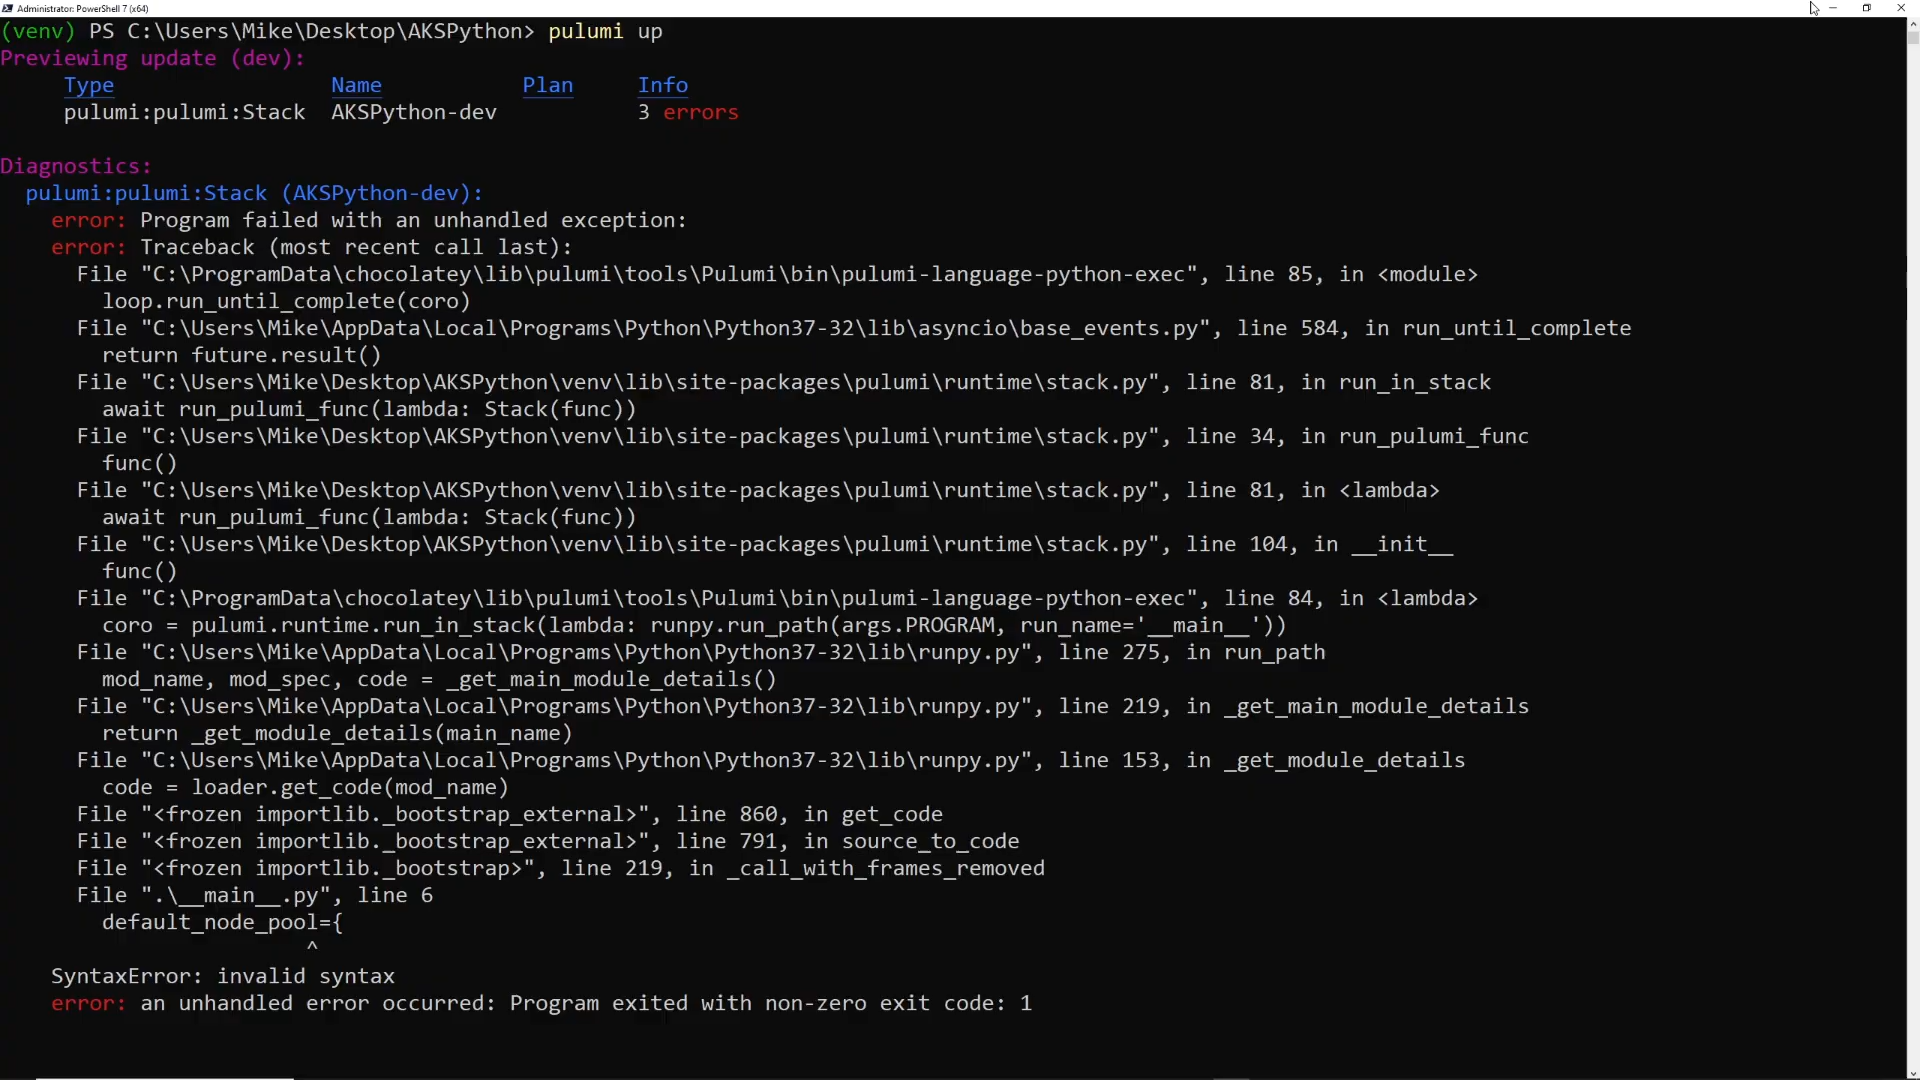 Administrator: PowerShell 7 (x64)
(venv) PS C:\Users\Mike\Desktop\AKSPython> pulumi up
Previewing update (dev):
Type Name Plan Info
pulumi:pulumi:Stack AKSPython-dev 3 errors
Diagnostics:
pulumi:pulumi:Stack (AKSPython-dev):
error: Program failed with an unhandled exception:
error: Traceback (most recent call last):
File "C:\ProgramData\chocolatey\lib\pulumi\tools\Pulumi\bin\pulumi-language-python-exec", line 85, in <module>
loop.run_until_complete(coro)
File "C:\Users\Mike\AppData\Local\Programs\Python\Python37-32\lib\asyncio\base_events.py", line 584, in run_until_complete
return future.result()
File "C:\Users\Mike\Desktop\AKSPython\venv\lib\site-packages\pulumi\runtime\stack.py", line 81, in run_in_stack
await run_pulumi_func(lambda: Stack(func))
File "C:\Users\Mike\Desktop\AKSPython\venv\lib\site-packages\pulumi\runtime\stack.py", line 34, in run_pulumi_func
func()
File "C:\Users\Mike\Desktop\AKSPython\venv\lib\site-packages\pulumi\runtime\stack.py", line 81, in <lambda>
await run_pulumi_func(lambda: Stack(func))
File "C:\Users\Mike\Desktop\AKSPython\venv\lib\site-packages\pulumi\runtime\stack.py", line 104, in __init__
func()
File "C:\ProgramData\chocolatey\lib\pulumi\tools\Pulumi\bin\pulumi-language-python-exec", line 84, in <lambda>
coro = pulumi.runtime.run_in_stack(lambda: runpy.run_path(args.PROGRAM, run_name='__main__'))
File "C:\Users\Mike\AppData\Local\Programs\Python\Python37-32\lib\runpy.py", line 275, in run_path
mod_name, mod_spec, code = _get_main_module_details()
File "C:\Users\Mike\AppData\Local\Programs\Python\Python37-32\lib\runpy.py", line 219, in _get_main_module_details
return _get_module_details(main_name)
File "C:\Users\Mike\AppData\Local\Programs\Python\Python37-32\lib\runpy.py", line 153, in _get_module_details
code = loader.get_code(mod_name)
File "<frozen importlib._bootstrap_external>", line 860, in get_code
File "<frozen importlib._bootstrap_external>", line 791, in source_to_code
File "<frozen importlib._bootstrap>", line 219, in _call_with_frames_removed
File ".\__main__.py", line 6
default_node_pool={
^
SyntaxError: invalid syntax
error: an unhandled error occurred: Program exited with non-zero exit code: 1